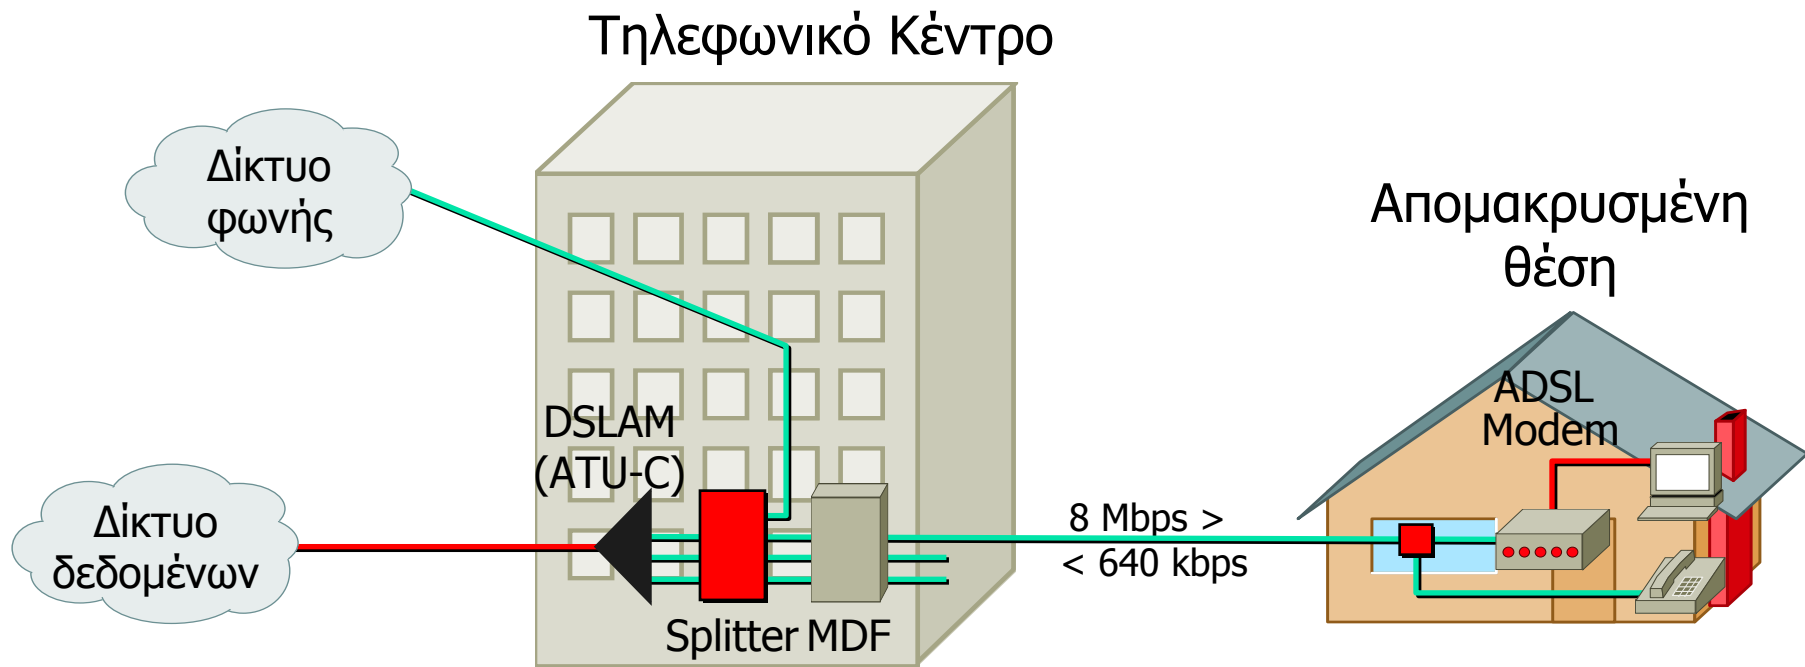 Τηλεφωνικό Κέντρο
Δίκτυο
φωνής
Απομακρυσμένη
θέση
DSLAM
(ATU-C)
ADSL
Modem
Δίκτυο
δεδομένων
8 Mbps >
< 640 kbps
Splitter MDF